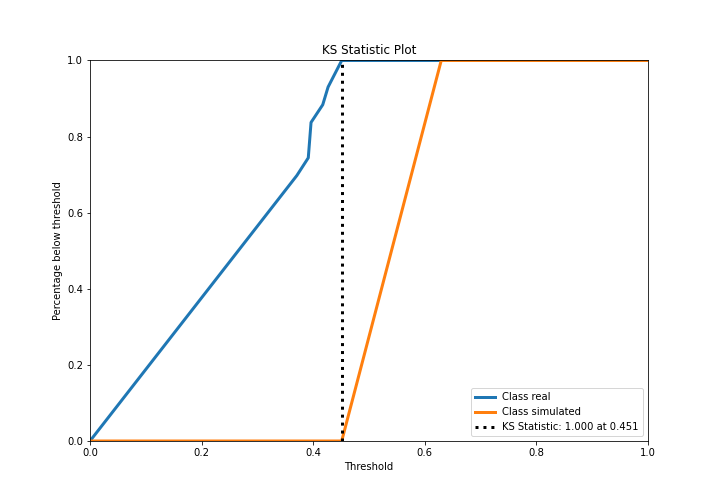 KS Statistic Plot
Percentage below threshold
1.0
0.8
0.6
0.4
0.2
0.0
0.0 0.2 0.4 0.6 0.8 1.0
Threshold
Class real
Class simulated
KS Statistic: 1.000 at 0.451